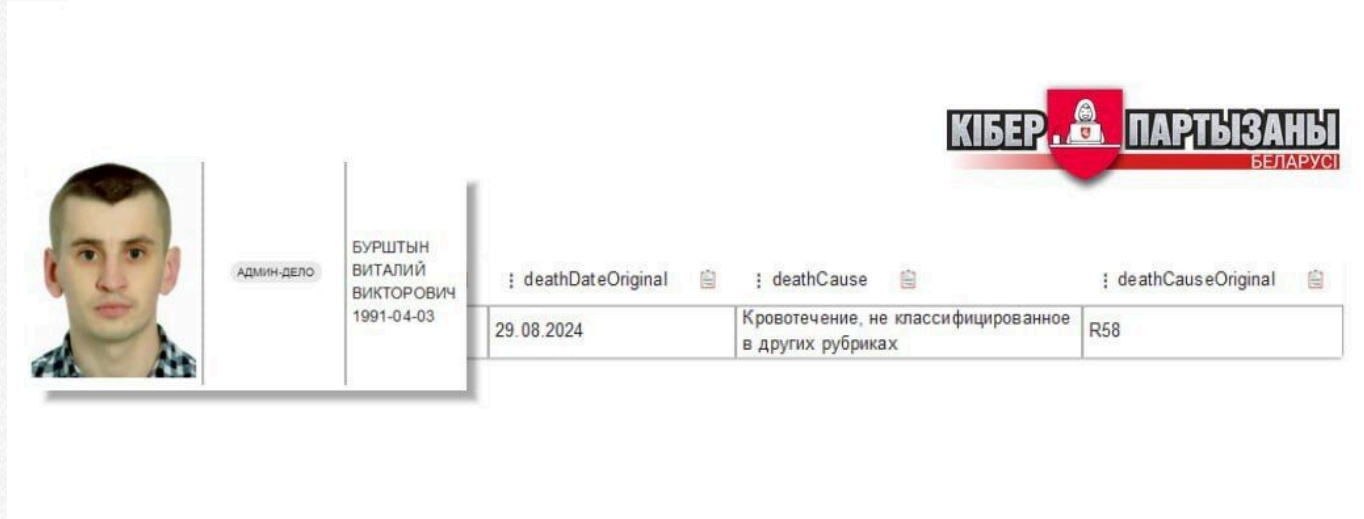 КІБЕР ПАРТЫЗАНЫ
БЕЛАРУСІ
АДМИН-ДЕЛО
БУРШТЫН
ВИТАЛИЙ
ВИКТОРОВИЧ
1991-04-03
deathDateOriginal
deathCause
deathCauseOriginal
29.08.2024
Кровотечение, не классифицированное
в других рубриках
R58